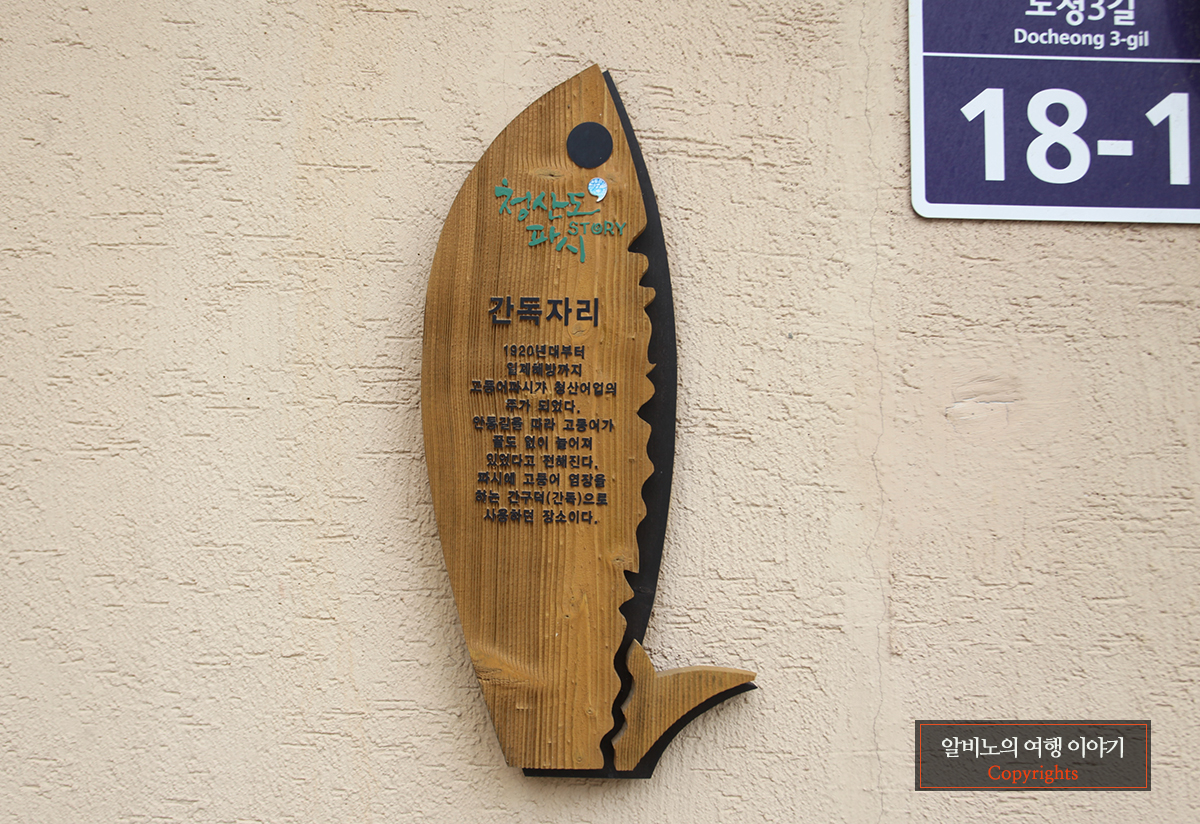 도청3길
Docheong 3-gil
18-1
청산도
파시 STORY
간독자리
1920년대부터
일제해방까지
고등어파시가 청산어업의
주가 되었다.
안통길을 따라 고등어가
끝도 없이 늘어져
있었다고 전해진다.
파시에 고등어 염장을
하는 간구덕(간독)으로
사용하던 장소이다.
알비노의 여행 이야기
Copyrights